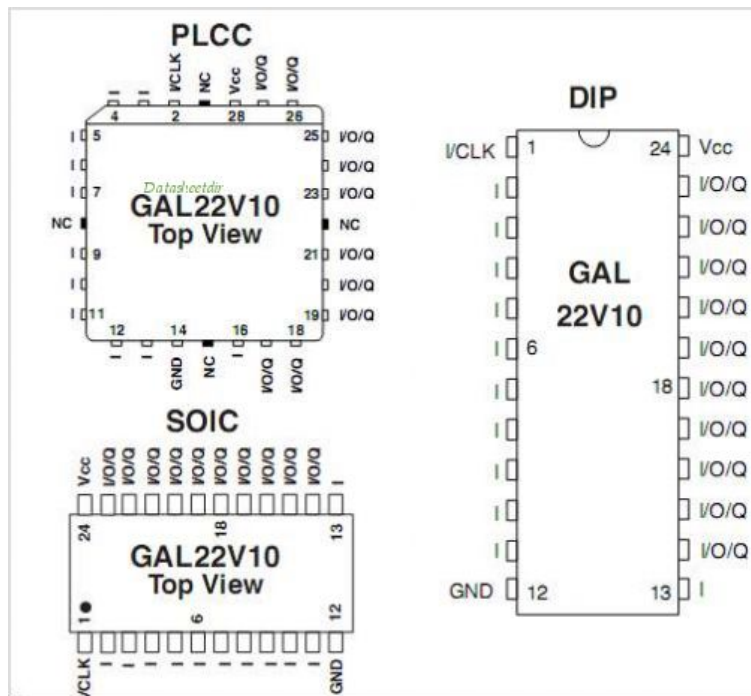 PLCC
I I I/CLK NC Vcc I/O/Q I/O/Q
4 2 28 26
I 5 25 I/O/Q
I I/O/Q
I 7 23 I/O/Q
Datasheetdir
GAL22V10
Top View
NC NC
I 9 21 I/O/Q
I I/O/Q
I 11 19 I/O/Q
12 14 16 18
I I GND NC I I/O/Q I/O/Q
SOIC
Vcc I/O/Q I/O/Q I/O/Q I/O/Q I/O/Q I/O/Q I/O/Q I/O/Q I/O/Q I/O/Q I
24 18 13
GAL22V10
Top View
1 6 12
I/CLK I I I I I I I I I I GND
DIP
I/CLK 1 24 Vcc
I I/O/Q
I I/O/Q
I GAL I/O/Q
I 22V10 I/O/Q
I 6 I/O/Q
I 18 I/O/Q
I I/O/Q
I I/O/Q
I I/O/Q
I I/O/Q
GND 12 13 I